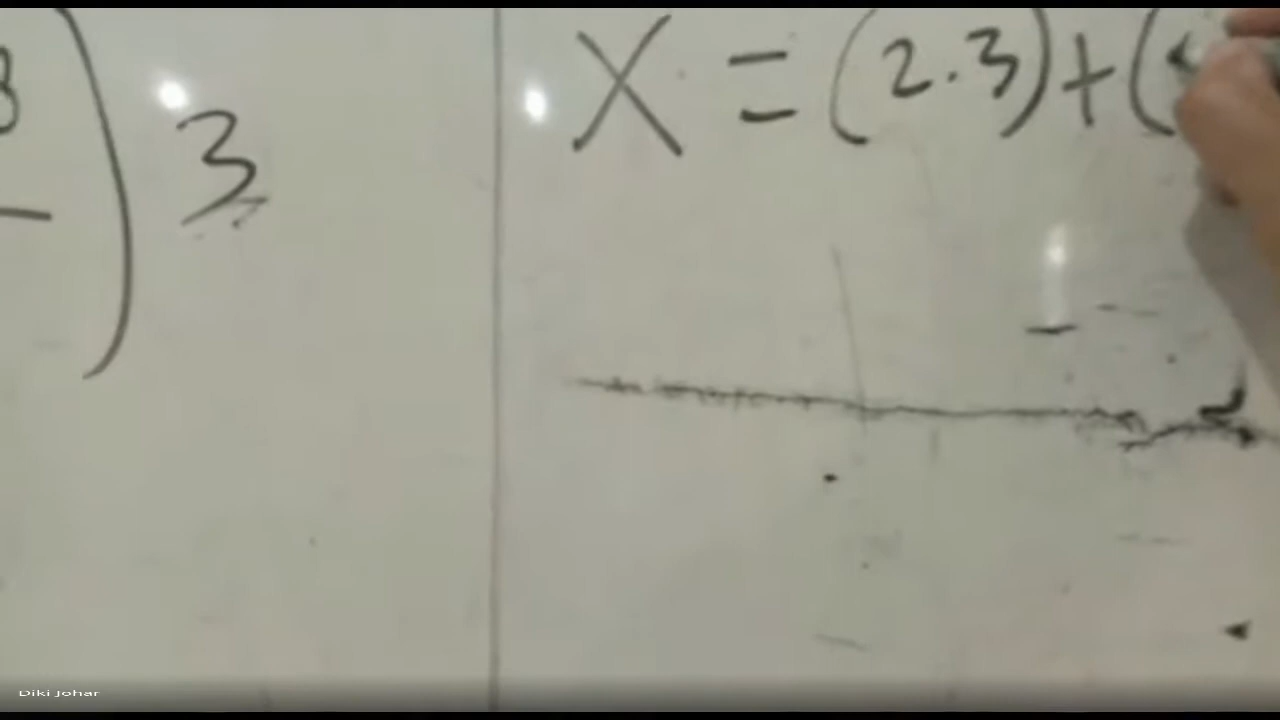 ) 3
X = (2.3) + (
Diki Johar